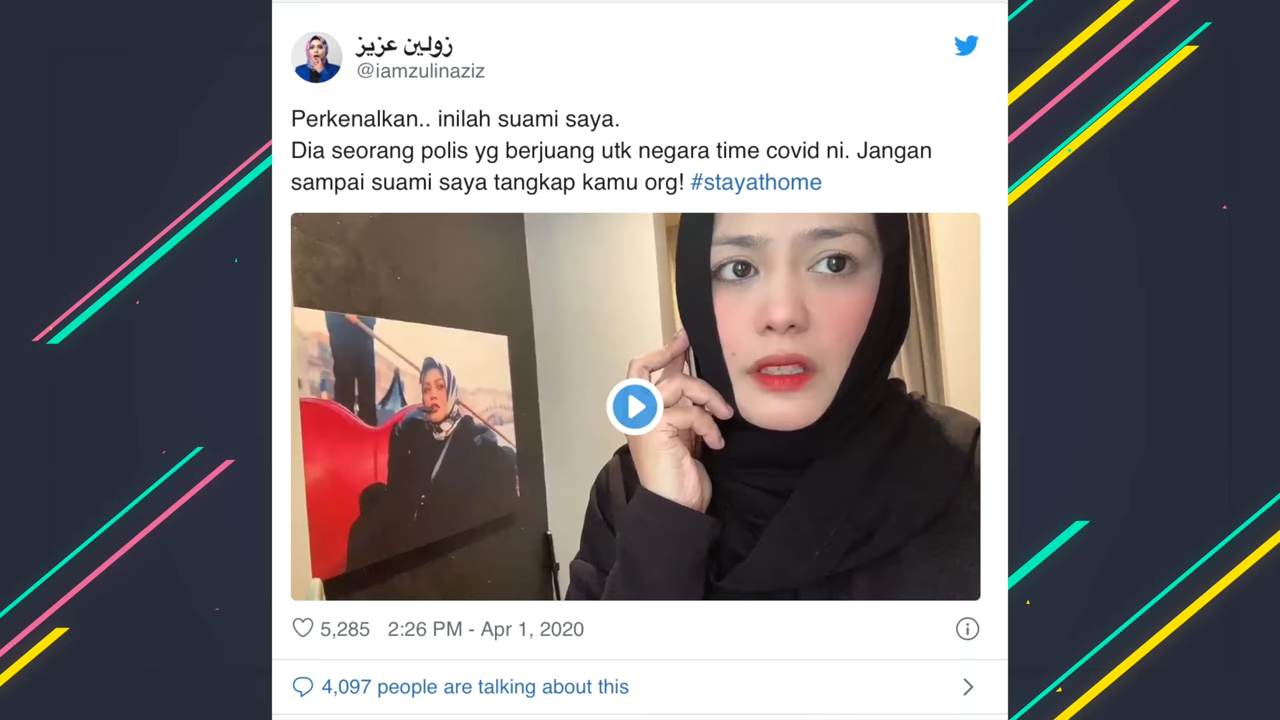 زولين عزيز
@iamzulinaziz
Perkenalkan.. inilah suami saya.
Dia seorang polis yg berjuang utk negara time covid ni. Jangan
sampai suami saya tangkap kamu org! #stayathome
5,285 2:26 PM - Apr 1, 2020
4,097 people are talking about this